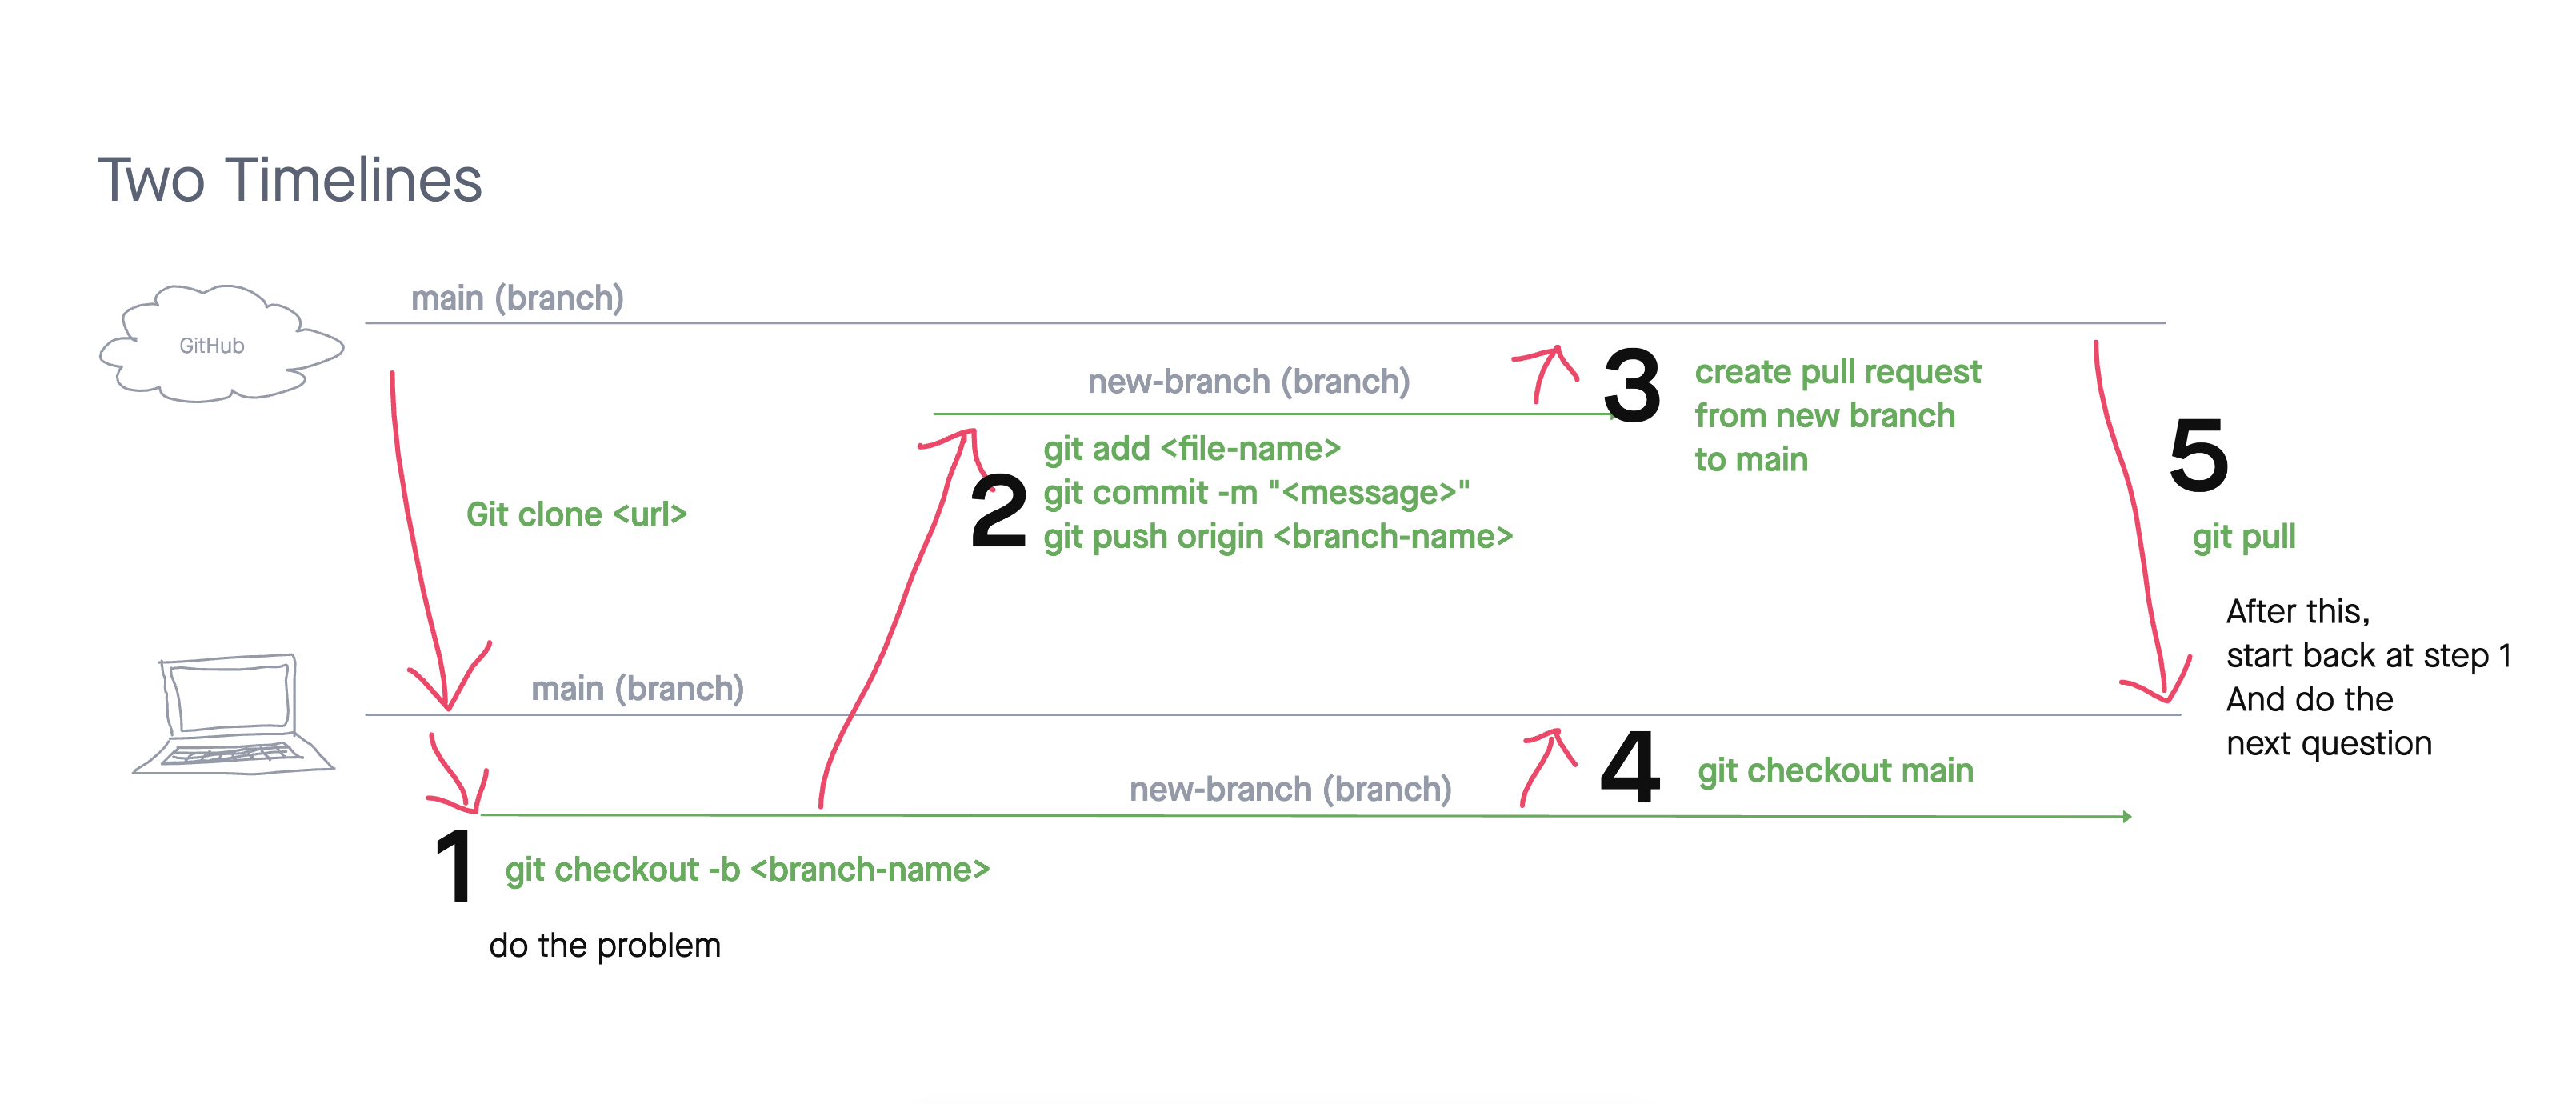 Two Timelines
GitHub
main (branch)
new-branch (branch)
3
create pull request
from new branch
to main
2
git add <file-name>
git commit -m "<message>"
git push origin <branch-name>
Git clone <url>
5
git pull
After this,
start back at step 1
And do the
next question
main (branch)
new-branch (branch)
4
git checkout main
1
git checkout -b <branch-name>
do the problem